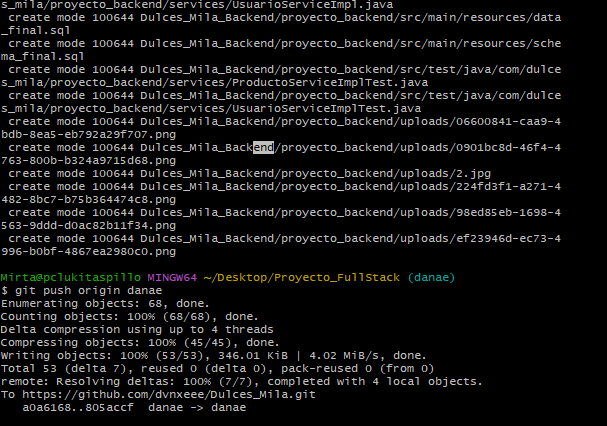 s_mila/proyecto_backend/services/UsuarioServiceImpl.java
 create mode 100644 Dulces_Mila_Backend/proyecto_backend/src/main/resources/data
_final.sql
 create mode 100644 Dulces_Mila_Backend/proyecto_backend/src/main/resources/sche
ma_final.sql
 create mode 100644 Dulces_Mila_Backend/proyecto_backend/src/test/java/com/dulce
s_mila/proyecto_backend/services/ProductoServiceImplTest.java
 create mode 100644 Dulces_Mila_Backend/proyecto_backend/src/test/java/com/dulce
s_mila/proyecto_backend/services/UsuarioServiceImplTest.java
 create mode 100644 Dulces_Mila_Backend/proyecto_backend/uploads/06600841-caa9-4
bdb-8ea5-eb792a29f707.png
 create mode 100644 Dulces_Mila_Backend/proyecto_backend/uploads/0901bc8d-46f4-4
763-800b-b324a9715d68.png
 create mode 100644 Dulces_Mila_Backend/proyecto_backend/uploads/2.jpg
 create mode 100644 Dulces_Mila_Backend/proyecto_backend/uploads/224fd3f1-a271-4
482-8bc7-b75b364474c8.png
 create mode 100644 Dulces_Mila_Backend/proyecto_backend/uploads/98ed85eb-1698-4
563-9ddd-d0ac82b11f34.png
 create mode 100644 Dulces_Mila_Backend/proyecto_backend/uploads/ef23946d-ec73-4
996-b0bf-4867ea2980c0.png

Mirta@pclukitaspillo MINGW64 ~/Desktop/Proyecto_FullStack (danae)
$ git push origin danae
Enumerating objects: 68, done.
Counting objects: 100% (68/68), done.
Delta compression using up to 4 threads
Compressing objects: 100% (45/45), done.
Writing objects: 100% (53/53), 346.01 KiB | 4.02 MiB/s, done.
Total 53 (delta 7), reused 0 (delta 0), pack-reused 0 (from 0)
remote: Resolving deltas: 100% (7/7), completed with 4 local objects.
To https://github.com/dvnxeee/Dulces_Mila.git
   a0a6168..805accf  danae -> danae